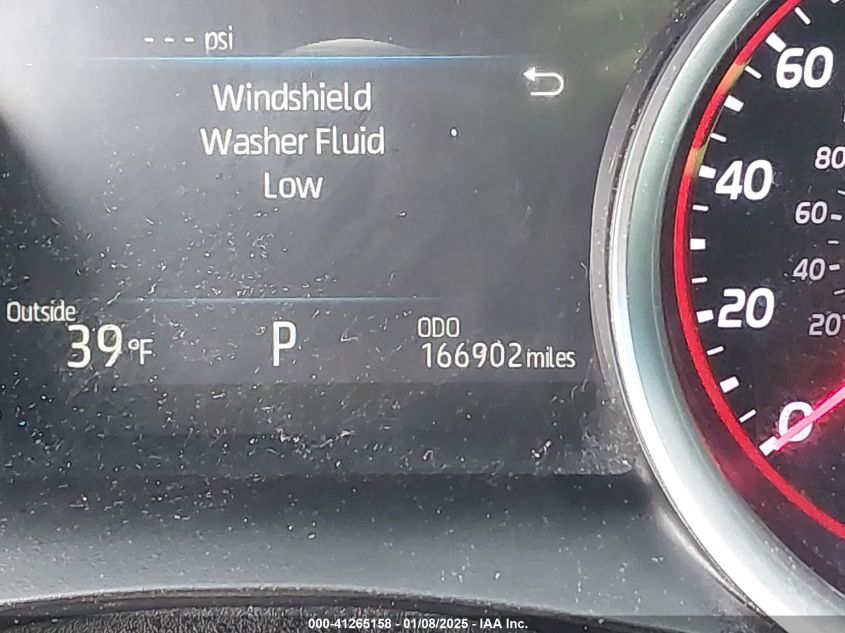 - - - psi
Windshield
Washer Fluid
Low
Outside
39°F
P
ODO
166902 miles
60
40
20
0
80
60
40
20
000-41265158 - 01/08/2025 - IAA Inc.